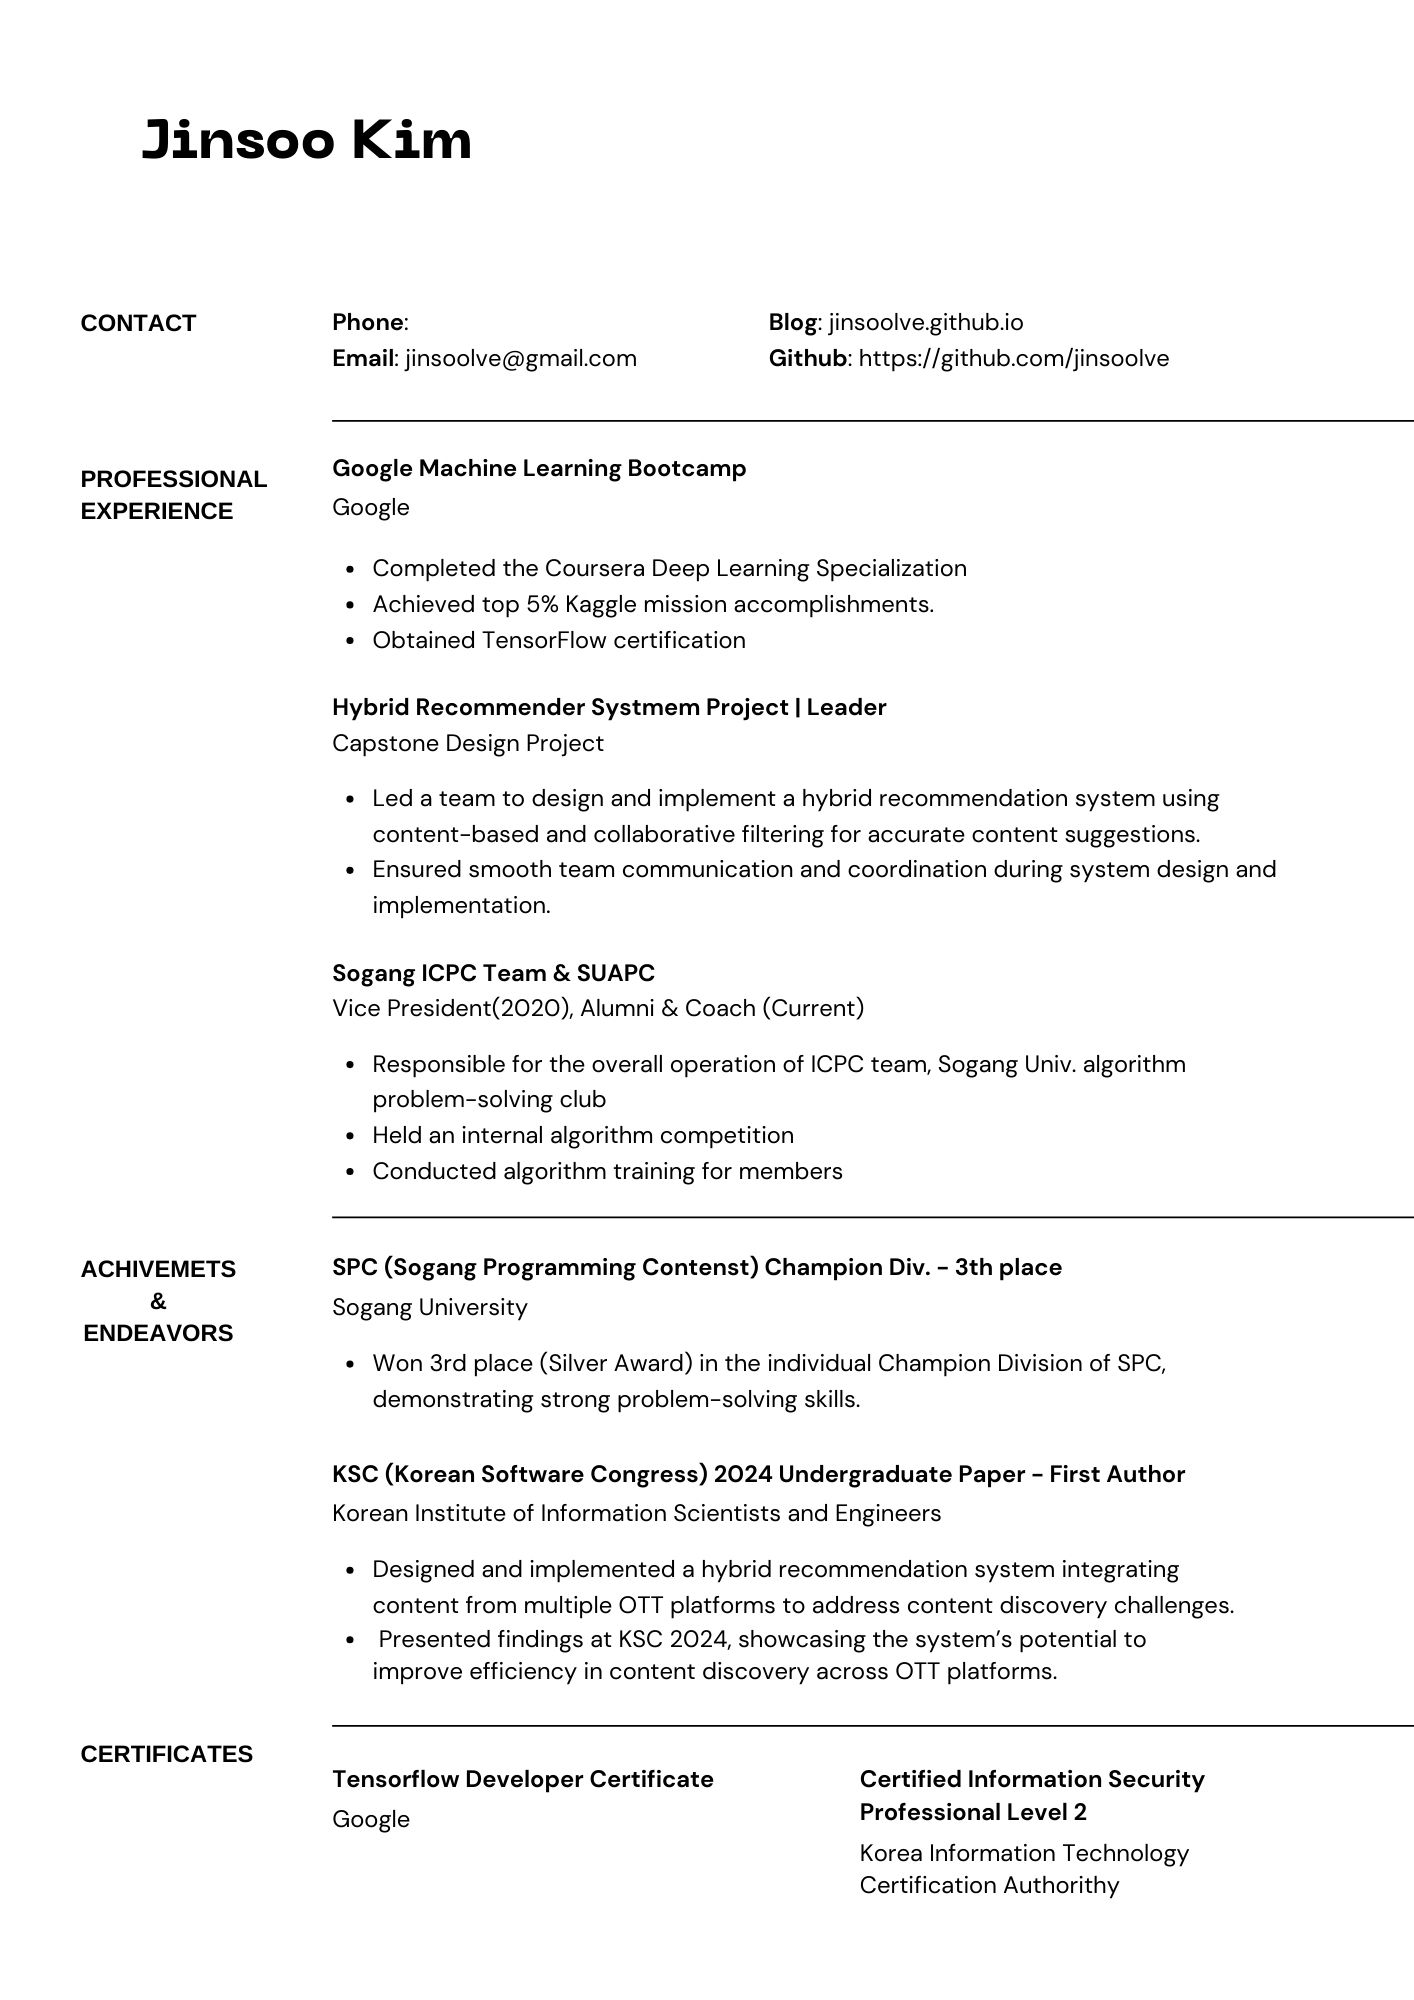 Jinsoo Kim
CONTACT
Phone:
Email: jinsoolve@gmail.com
Blog: jinsoolve.github.io
Github: https://github.com/jinsoolve
PROFESSIONAL
EXPERIENCE
Google Machine Learning Bootcamp
Google
• Completed the Coursera Deep Learning Specialization
• Achieved top 5% Kaggle mission accomplishments.
• Obtained TensorFlow certification
Hybrid Recommender Systmem Project | Leader
Capstone Design Project
• Led a team to design and implement a hybrid recommendation system using
content-based and collaborative filtering for accurate content suggestions.
• Ensured smooth team communication and coordination during system design and
implementation.
Sogang ICPC Team & SUAPC
Vice President(2020), Alumni & Coach (Current)
• Responsible for the overall operation of ICPC team, Sogang Univ. algorithm
problem-solving club
• Held an internal algorithm competition
• Conducted algorithm training for members
ACHIVEMETS
&
ENDEAVORS
SPC (Sogang Programming Contenst) Champion Div. - 3th place
Sogang University
• Won 3rd place (Silver Award) in the individual Champion Division of SPC,
demonstrating strong problem-solving skills.
KSC (Korean Software Congress) 2024 Undergraduate Paper - First Author
Korean Institute of Information Scientists and Engineers
• Designed and implemented a hybrid recommendation system integrating
content from multiple OTT platforms to address content discovery challenges.
• Presented findings at KSC 2024, showcasing the system's potential to
improve efficiency in content discovery across OTT platforms.
CERTIFICATES
Tensorflow Developer Certificate
Google
Certified Information Security
Professional Level 2
Korea Information Technology
Certification Authorithy